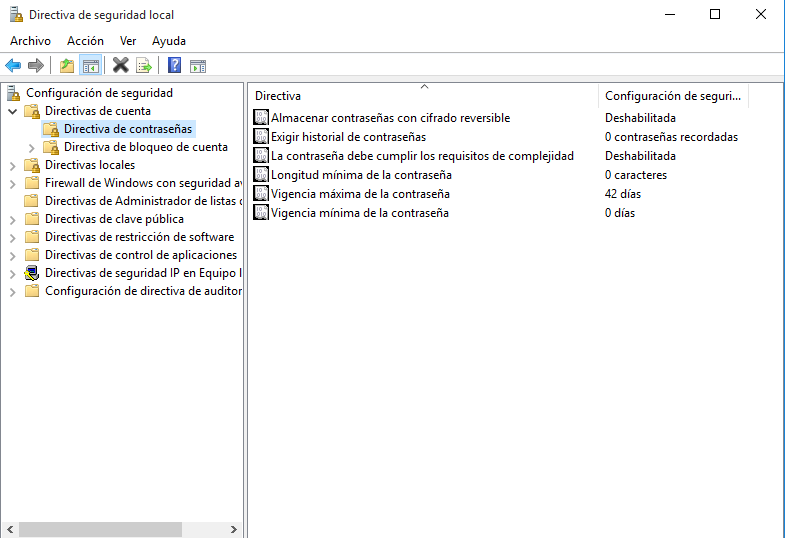 Directiva de seguridad local
Archivo Acción Ver Ayuda
Configuración de seguridad
Directivas de cuenta
Directiva de contraseñas
Directiva de bloqueo de cuenta
Directivas locales
Firewall de Windows con seguridad av
Directivas de Administrador de listas d
Directivas de clave pública
Directivas de restricción de software
Directivas de control de aplicaciones
Directivas de seguridad IP en Equipo l
Configuración de directiva de auditor
Directiva Configuración de seguri...
Almacenar contraseñas con cifrado reversible Deshabilitada
Exigir historial de contraseñas 0 contraseñas recordadas
La contraseña debe cumplir los requisitos de complejidad Deshabilitada
Longitud mínima de la contraseña 0 caracteres
Vigencia máxima de la contraseña 42 días
Vigencia mínima de la contraseña 0 días